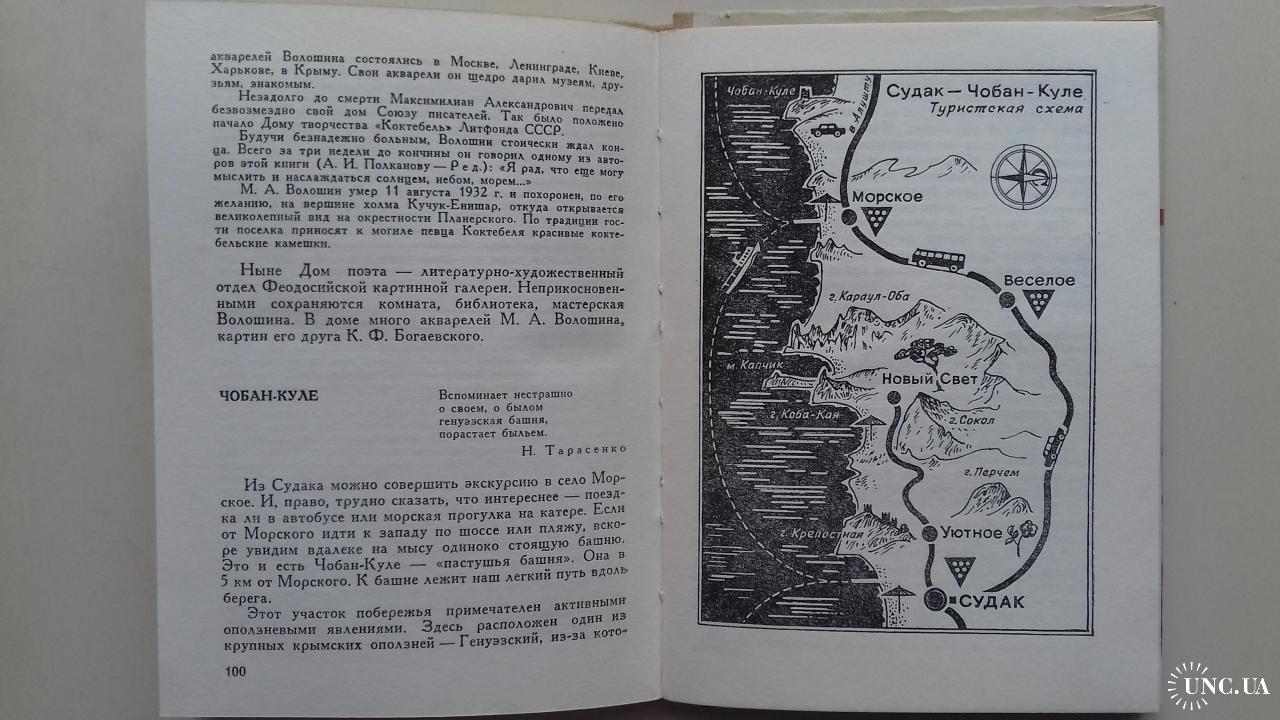 акварелей Волошина состоялись в Москве, Ленинграде, Киеве,
Харькове, в Крыму. Свои акварели он щедро дарил музеям, дру-
зьям, знакомым.
Незадолго до смерти Максимилиан Александрович передал
безвозмездно свой дом Союзу писателей. Так было положено
начало Дому творчества «Коктебель» Литфонда СССР.
Будучи безнадежно больным, Волошин стоически ждал кон-
ца. Всего за три недели до кончины он говорил одному из авто-
ров этой книги (А. И. Полканову — Ред.): «Я рад, что еще могу
мыслить и наслаждаться солнцем, небом, морем...»
М. А. Волошин умер 11 августа 1932 г. и похоронен, по его
желанию, на вершине холма Кучук-Енишар, откуда открывается
великолепный вид на окрестности Планерского. По традиции гос-
ти поселка приносят к могиле певца Коктебеля красивые кокте-
бельские камешки.
Ныне Дом поэта — литературно-художественный
отдел Феодосийской картинной галереи. Неприкосновен-
ными сохраняются комната, библиотека, мастерская
Волошина. В доме много акварелей М. А. Волошина,
картин его друга К. Ф. Богаевского.
ЧОБАН-КУЛЕ
Вспоминает нестрашно
о своем, о былом
генуэзская башня,
порастает быльем.
Н. Тарасенко
Из Судака можно совершить экскурсию в село Мор-
ское. И, право, трудно сказать, что интереснее — поезд-
ка ли в автобусе или морская прогулка на катере. Если
от Морского идти к западу по шоссе или пляжу, вско-
ре увидим вдалеке на мысу одиноко стоящую башню.
Это и есть Чобан-Куле — «пастушья башня». Она в
5 км от Морского. К башне лежит наш легкий путь вдоль
берега.
Этот участок побережья примечателен активными
оползневыми явлениями. Здесь расположен один из
крупных крымских оползней — Генуэзский, из-за кото-
100
Судак — Чобан-Куле
Туристская схема
Чобан-Куле
в Алушту
Морское
Веселое
г. Караул-Оба
м. Капчик
Новый Свет
г. Коба-Кая
г. Сокол
г. Перчем
г. Крепостная
Уютное
СУДАК
UNC.UA